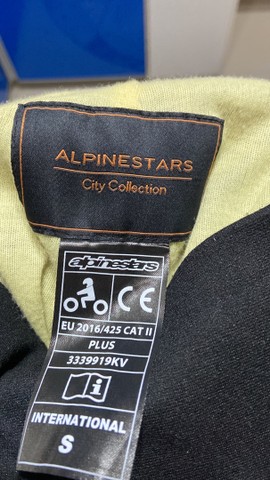 ALPINESTARS
City Collection
alpinestars
CE
EU 2016/425 CAT II
PLUS
3339919KV
i
INTERNATIONAL
S